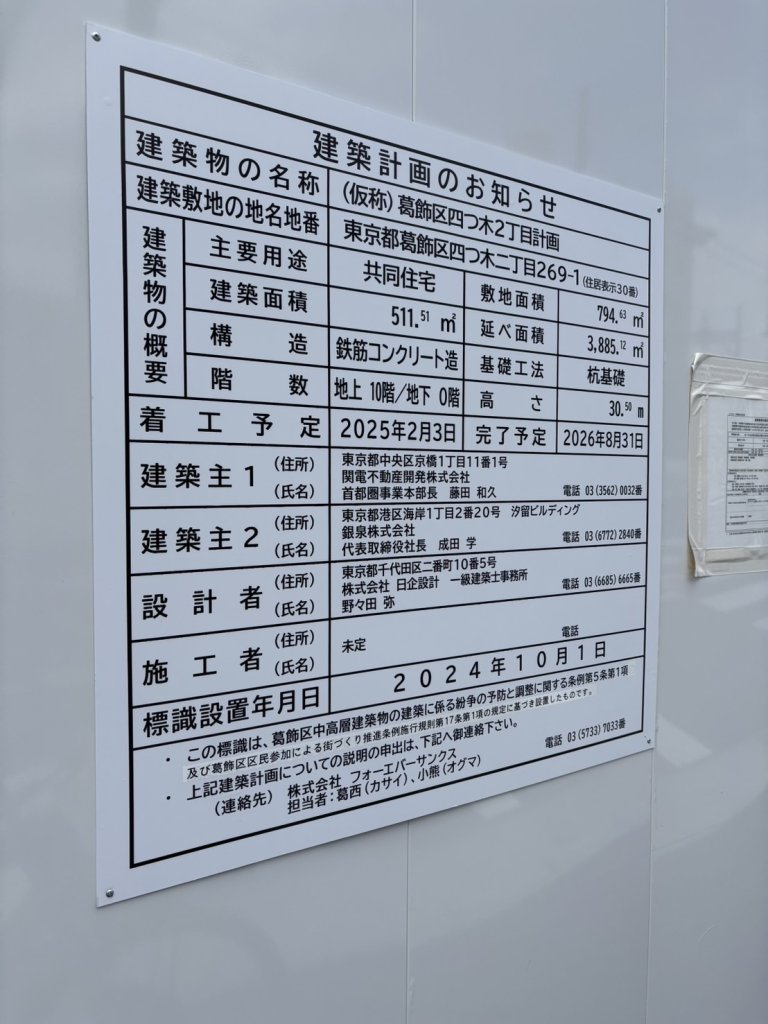 建築計画のお知らせ
建築物の名称 (仮称)葛飾区四つ木2丁目計画
建築敷地の地名地番 東京都葛飾区四つ木二丁目269-1(住居表示30番)
建築物の概要
主要用途 共同住宅 敷地面積 794.63 ㎡
建築面積 511.51 ㎡ 延べ面積 3,885.12 ㎡
構造 鉄筋コンクリート造 基礎工法 杭基礎
階数 地上 10階/地下 0階 高さ 30.50 m
着工予定 2025年2月3日 完了予定 2026年8月31日
建築主1 (住所) 東京都中央区京橋1丁目11番1号
関電不動産開発株式会社
(氏名) 首都圏事業本部長 藤田 和久 電話 03(3562)0032番
建築主2 (住所) 東京都港区海岸1丁目2番20号 汐留ビルディング
銀泉株式会社
(氏名) 代表取締役社長 成田 学 電話 03(6772)2840番
設計者 (住所) 東京都千代田区二番町10番5号
株式会社 日企設計 一級建築士事務所
(氏名) 野々田 弥 電話 03(6685)6665番
施工者 (住所)
(氏名) 未定 電話
標識設置年月日 2024年10月1日
・ この標識は、葛飾区中高層建築物の建築に係る紛争の予防と調整に関する条例第5条第1項
及び葛飾区区民参加による街づくり推進条例施行規則第17条第1項の規定に基づき設置したものです。
・ 上記建築計画についての説明の申出は、下記へ御連絡下さい。
(連絡先) 株式会社 フォーエバーサンクス 電話 03(5733)7033番
担当者:葛西(カサイ)、小熊(オグマ)